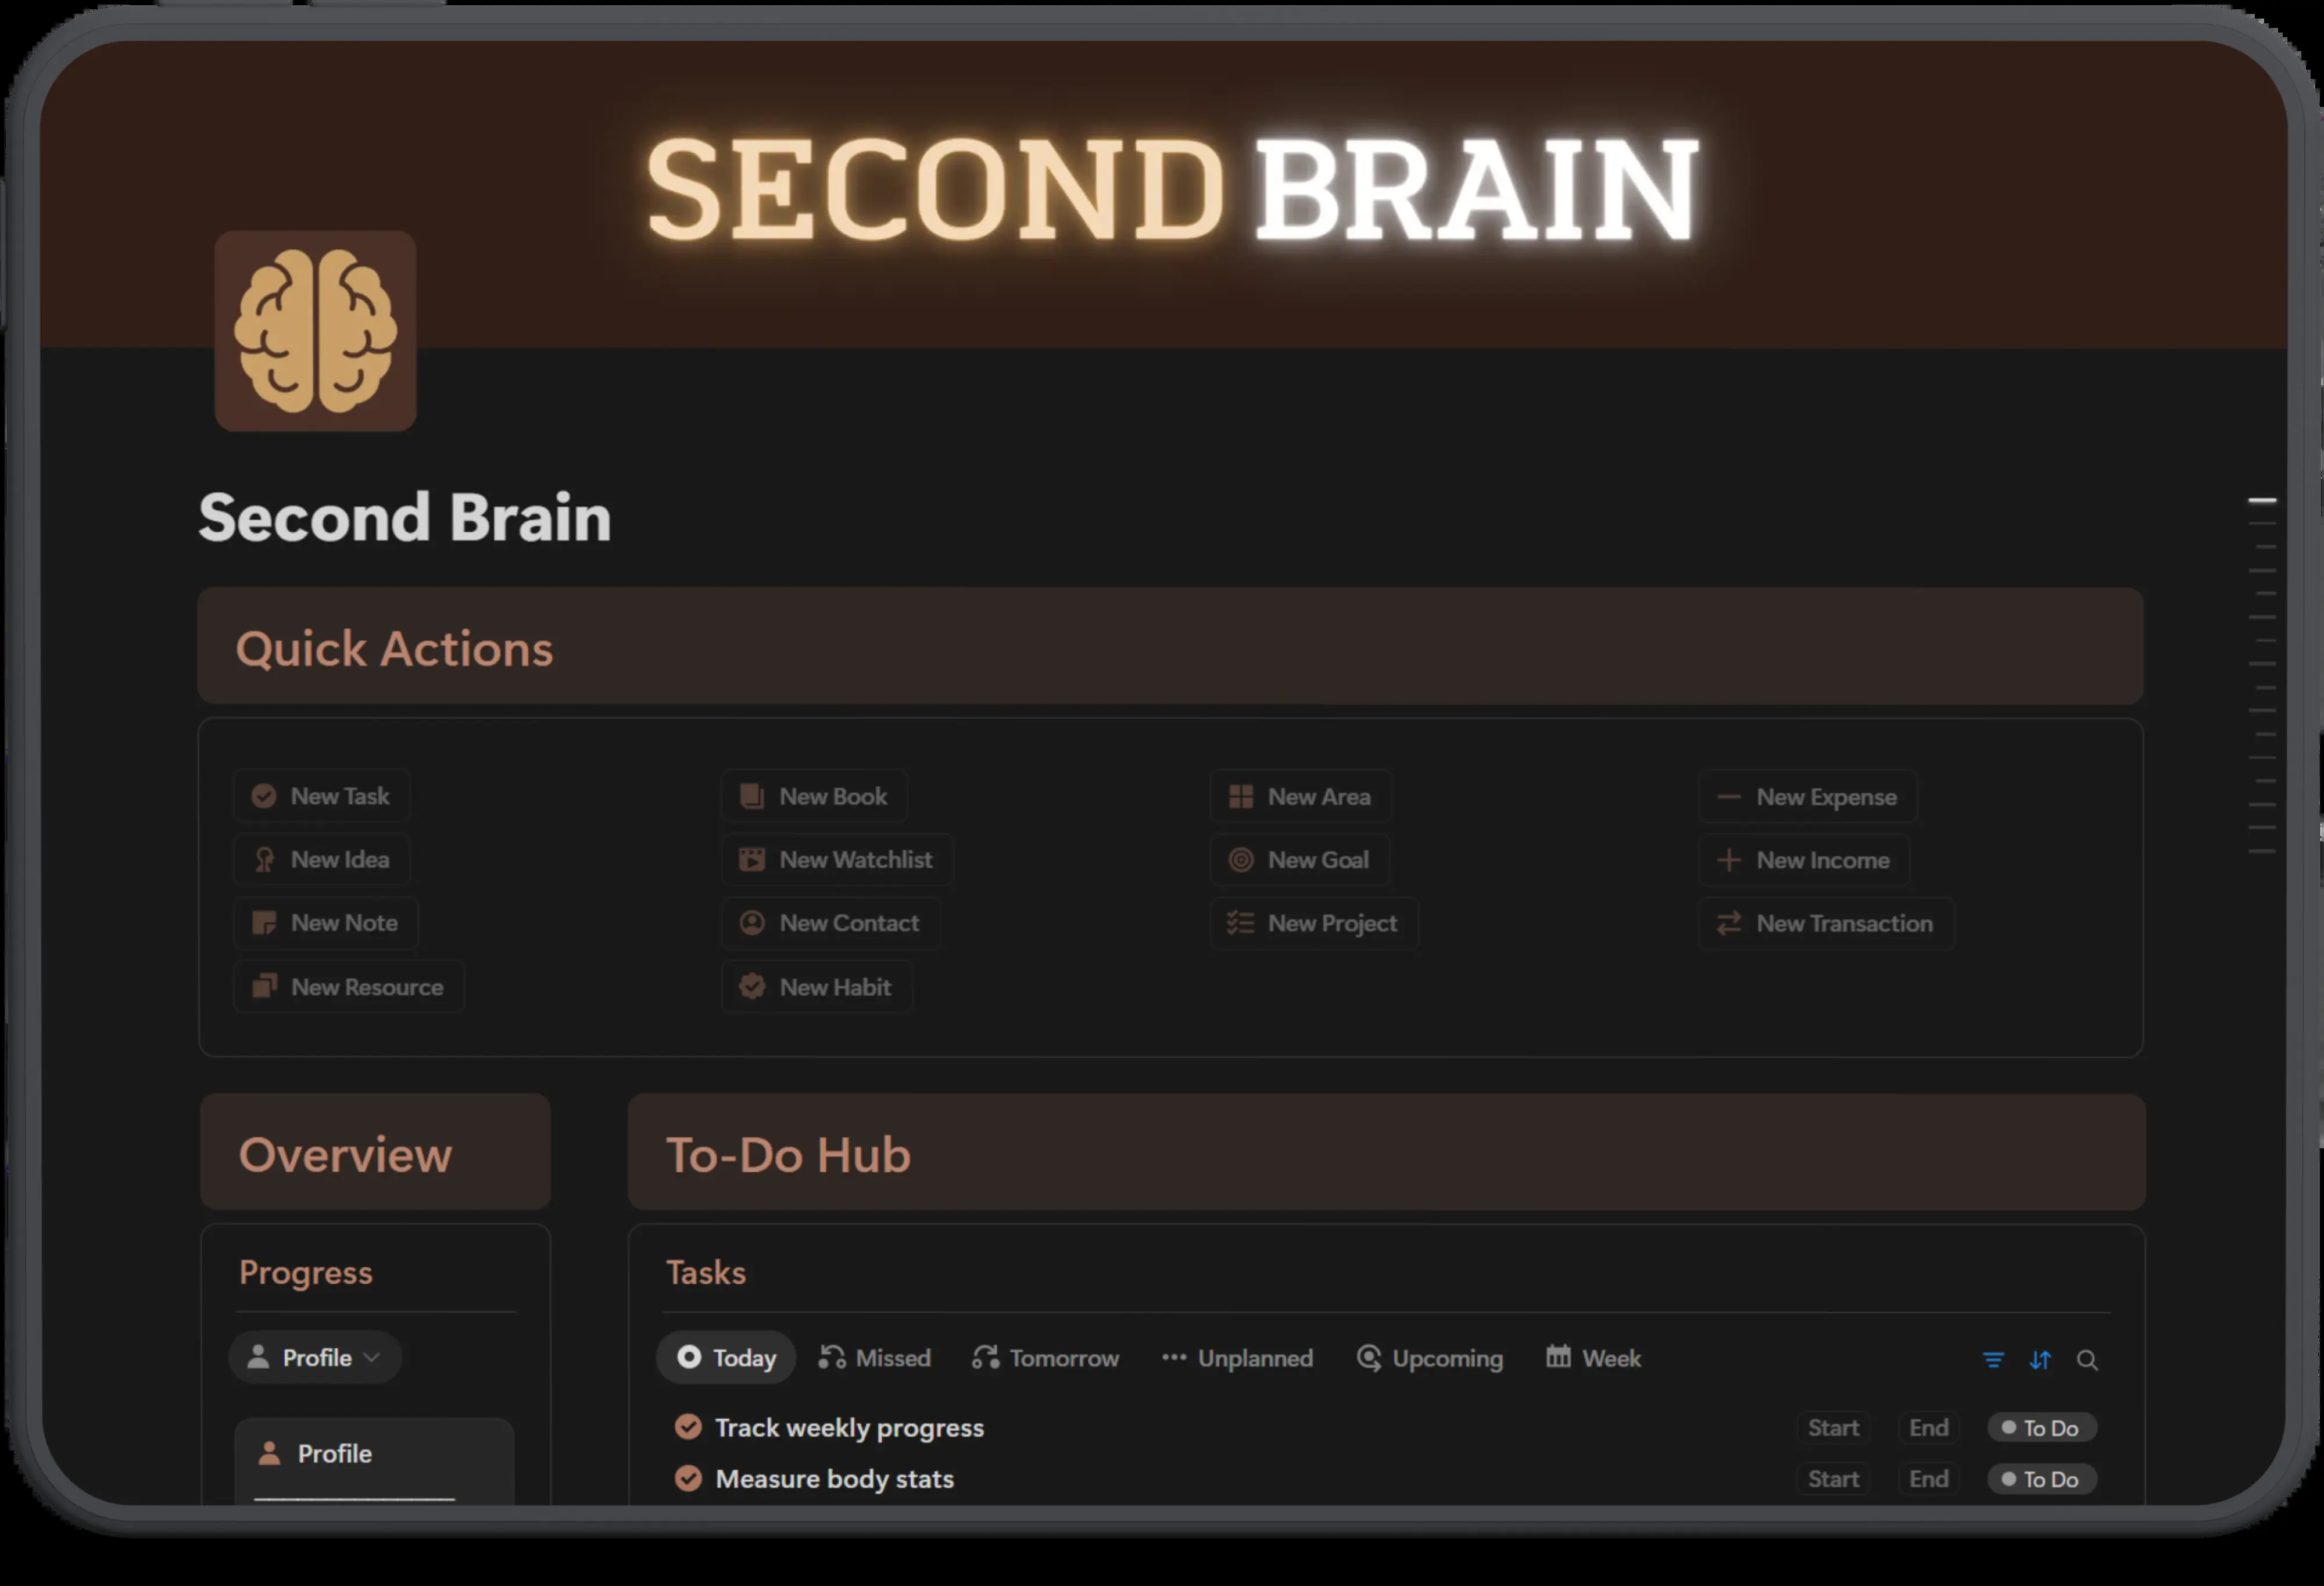 SECOND BRAIN
Second Brain
Quick Actions
New Task
New Idea
New Note
New Resource
New Book
New Watchlist
New Contact
New Habit
New Area
New Goal
New Project
New Expense
New Income
New Transaction
Overview
Progress
Profile
Profile
To-Do Hub
Tasks
Today Missed Tomorrow Unplanned Upcoming Week
Track weekly progress Start End To Do
Measure body stats Start End To Do